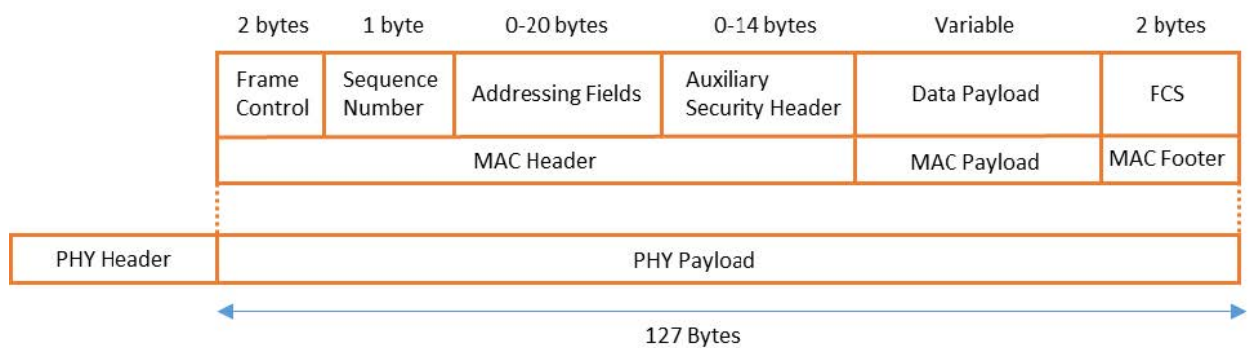 2 bytes 1 byte 0-20 bytes 0-14 bytes Variable 2 bytes
Frame Control
Sequence Number
Addressing Fields
Auxiliary Security Header
Data Payload
FCS
MAC Header MAC Payload MAC Footer
PHY Header PHY Payload
127 Bytes